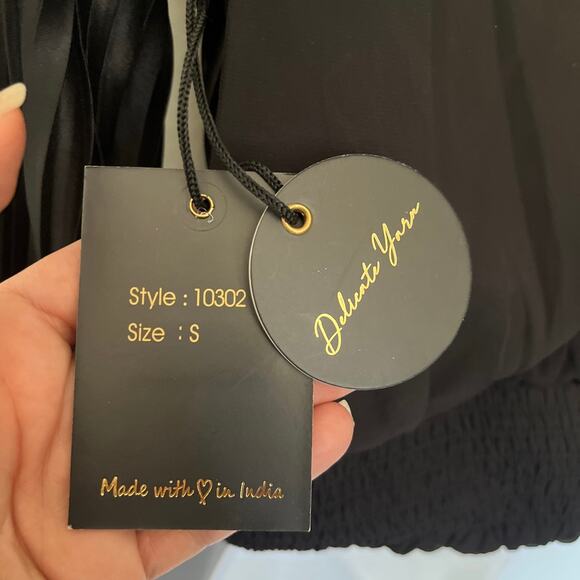 Style : 10302
Size : S
Made with ♡ in India
Delicate Yarn